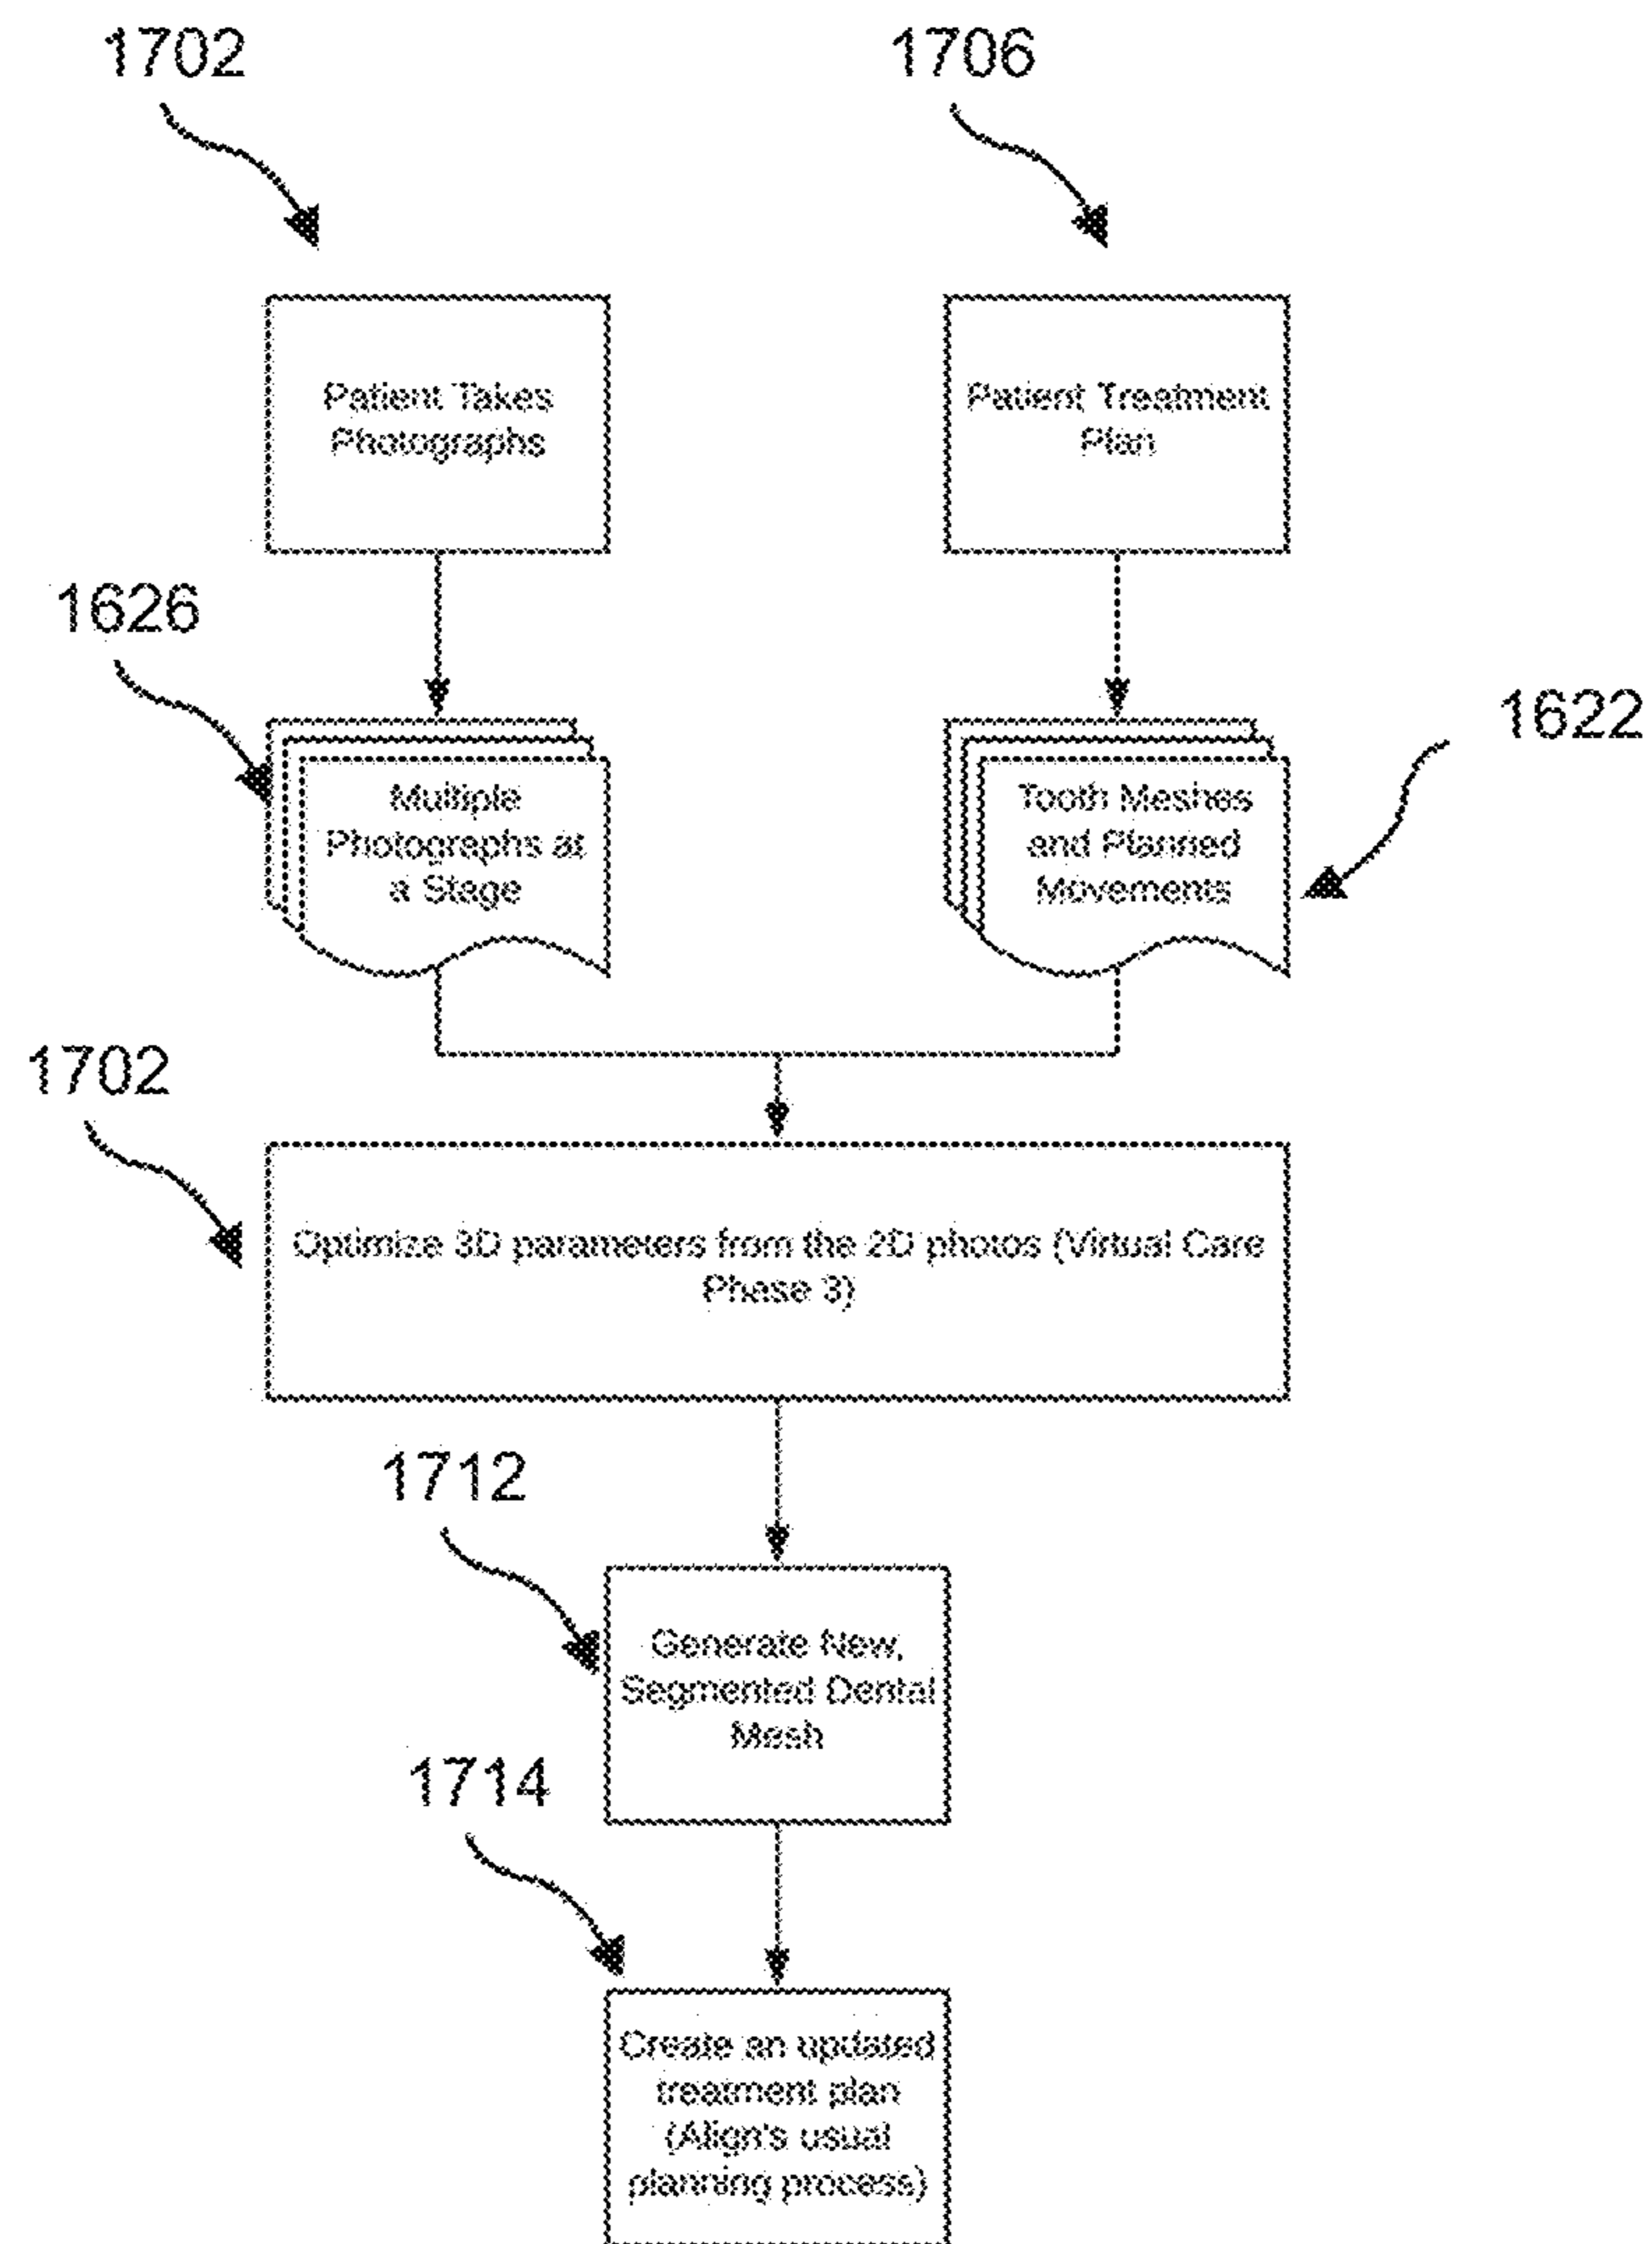 1702
1706
Patient Takes
Photographs
Patient Treatment
Plan
1626
1622
Multiple
Photographs at
a Stage
Tooth Meshes
and Planned
Movements
1702
Optimize 3D parameters from the 2D photos (Virtual Care
Phase 3)
1712
Generate New,
Segmented Dental
Mesh
1714
Create an updated
treatment plan
(Align's usual
planning process)